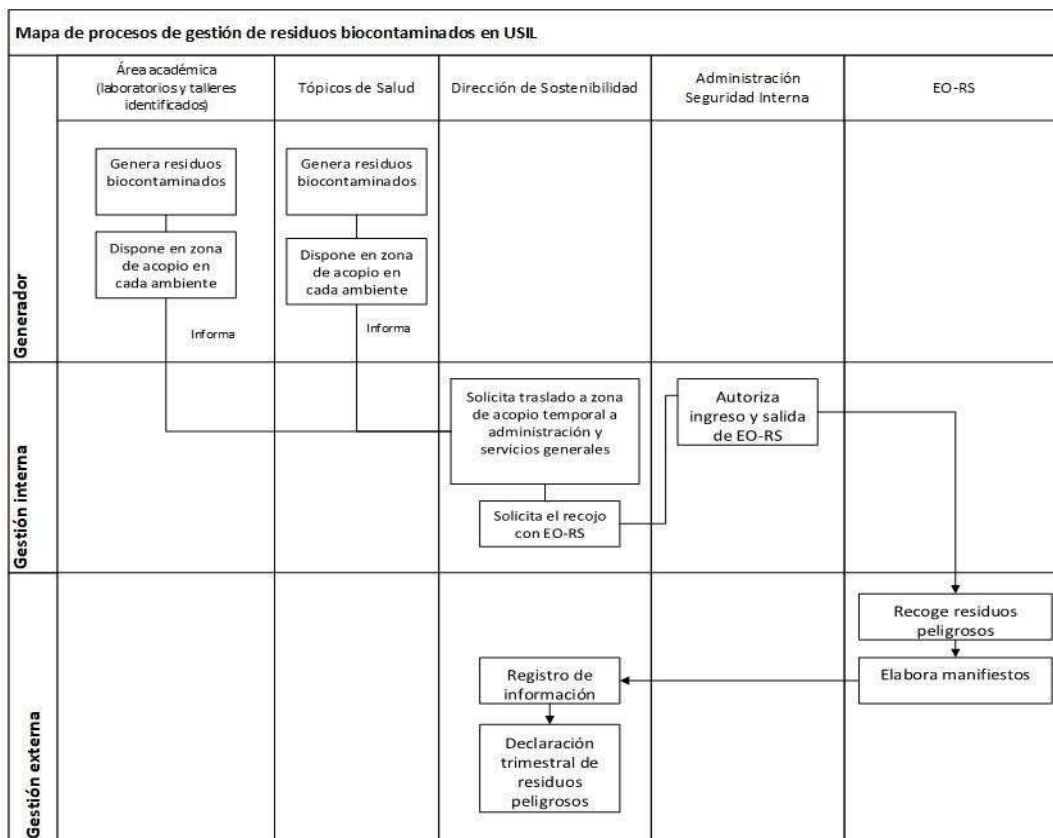 Mapa de procesos de gestión de residuos biocontaminados en USIL
Área académica
(laboratorios y talleres
identificados)
Tópicos de Salud
Dirección de Sostenibilidad
Administración
Seguridad Interna
EO-RS
Generador
Genera residuos
biocontaminados
Genera residuos
biocontaminados
Dispone en zona
de acopio en
cada ambiente
Dispone en zona
de acopio en
cada ambiente
Informa
Informa
Gestión interna
Solicita traslado a zona
de acopio temporal a
administración y
servicios generales
Autoriza
ingreso y salida
de EO-RS
Solicita el recojo
con EO-RS
Gestión externa
Recoge residuos
peligrosos
Elabora manifiestos
Registro de
información
Declaración
trimestral de
residuos
peligrosos